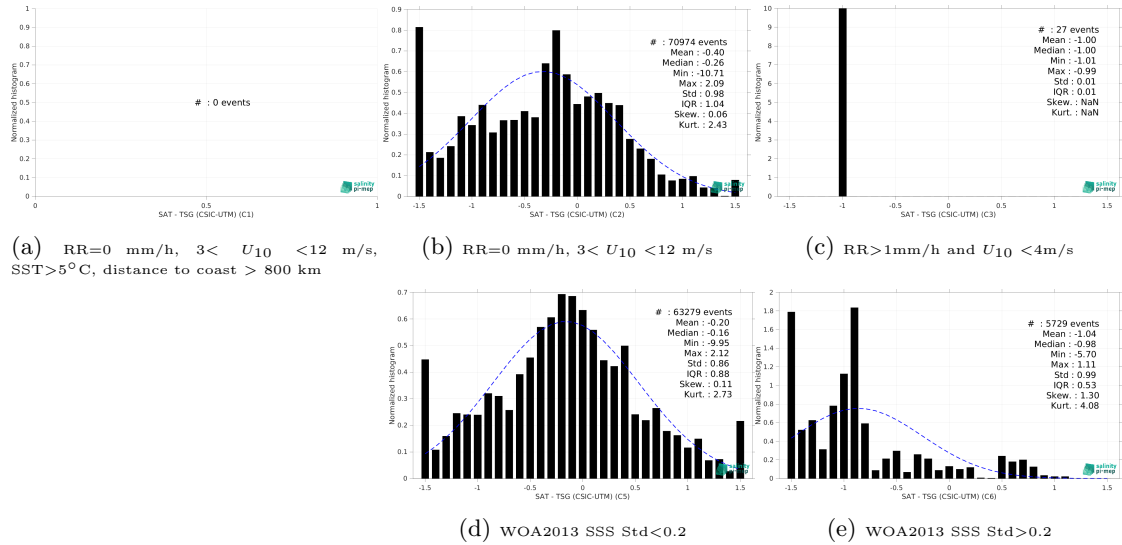 1
0.9
0.8
0.7
0.6
0.5
0.4
0.3
0.2
0.1
0
Normalized histogram
# : 0 events
salinity
pi-mep
0 0.5 1
SAT - TSG (CSIC-UTM) (C1)
(a) RR=0 mm/h, 3< U10 <12 m/s,
SST>5°C, distance to coast > 800 km
0.9
0.8
0.7
0.6
0.5
0.4
0.3
0.2
0.1
0
Normalized histogram
# : 70974 events
Mean : -0.40
Median : -0.26
Min : -10.71
Max : 2.09
Std : 0.98
IQR : 1.04
Skew. : 0.06
Kurt. : 2.43
salinity
pi-mep
-1.5 -1 -0.5 0 0.5 1 1.5
SAT - TSG (CSIC-UTM) (C2)
(b) RR=0 mm/h, 3< U10 <12 m/s
10
9
8
7
6
5
4
3
2
1
0
Normalized histogram
# : 27 events
Mean : -1.00
Median : -1.00
Min : -1.01
Max : -0.99
Std : 0.01
IQR : 0.01
Skew. : NaN
Kurt. : NaN
salinity
pi-mep
-1.5 -1 -0.5 0 0.5 1 1.5
SAT - TSG (CSIC-UTM) (C3)
(c) RR>1mm/h and U10 <4m/s
0.7
0.6
0.5
0.4
0.3
0.2
0.1
0
Normalized histogram
# : 63279 events
Mean : -0.20
Median : -0.16
Min : -9.95
Max : 2.12
Std : 0.86
IQR : 0.88
Skew. : 0.11
Kurt. : 2.73
salinity
pi-mep
-1.5 -1 -0.5 0 0.5 1 1.5
SAT - TSG (CSIC-UTM) (C5)
(d) WOA2013 SSS Std<0.2
2
1.8
1.6
1.4
1.2
1
0.8
0.6
0.4
0.2
0
Normalized histogram
# : 5729 events
Mean : -1.04
Median : -0.98
Min : -5.70
Max : 1.11
Std : 0.99
IQR : 0.53
Skew. : 1.30
Kurt. : 4.08
salinity
pi-mep
-1.5 -1 -0.5 0 0.5 1 1.5
SAT - TSG (CSIC-UTM) (C6)
(e) WOA2013 SSS Std>0.2